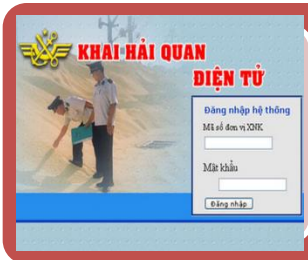 KHAI HẢI QUAN
ĐIỆN TỬ
Đăng nhập hệ thống
Mã số đơn vị XNK
Mật khẩu
Đăng nhập